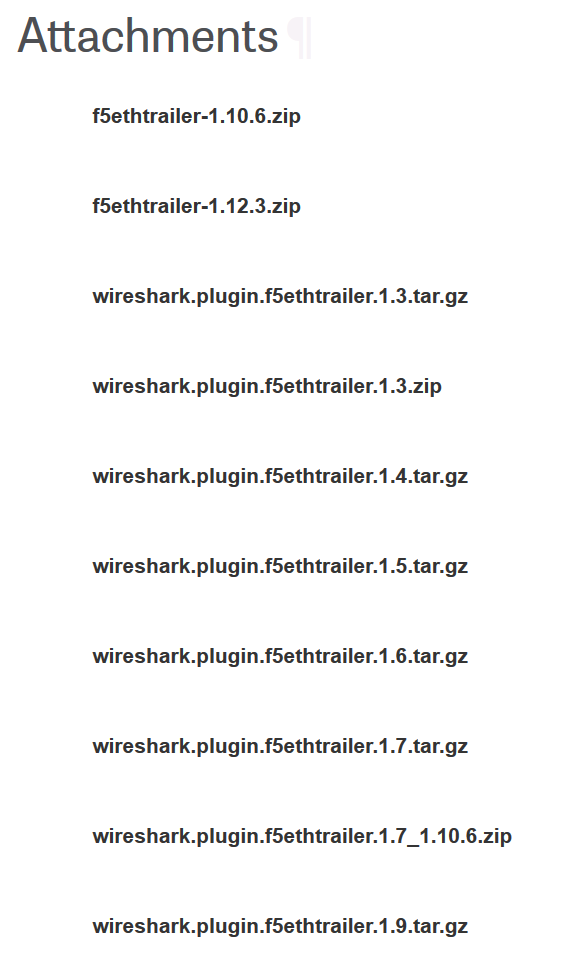 Attachments ¶
f5ethtrailer-1.10.6.zip
f5ethtrailer-1.12.3.zip
wireshark.plugin.f5ethtrailer.1.3.tar.gz
wireshark.plugin.f5ethtrailer.1.3.zip
wireshark.plugin.f5ethtrailer.1.4.tar.gz
wireshark.plugin.f5ethtrailer.1.5.tar.gz
wireshark.plugin.f5ethtrailer.1.6.tar.gz
wireshark.plugin.f5ethtrailer.1.7.tar.gz
wireshark.plugin.f5ethtrailer.1.7_1.10.6.zip
wireshark.plugin.f5ethtrailer.1.9.tar.gz